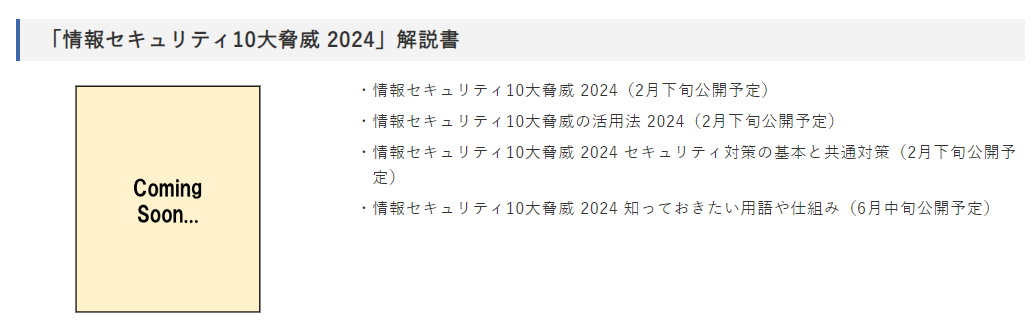 「情報セキュリティ10大脅威 2024」解説書
・情報セキュリティ10大脅威 2024（2月下旬公開予定）
・情報セキュリティ10大脅威の活用法 2024（2月下旬公開予定）
・情報セキュリティ10大脅威 2024 セキュリティ対策の基本と共通対策（2月下旬公開予
定）
・情報セキュリティ10大脅威 2024 知っておきたい用語や仕組み（6月中旬公開予定）
Coming
Soon...